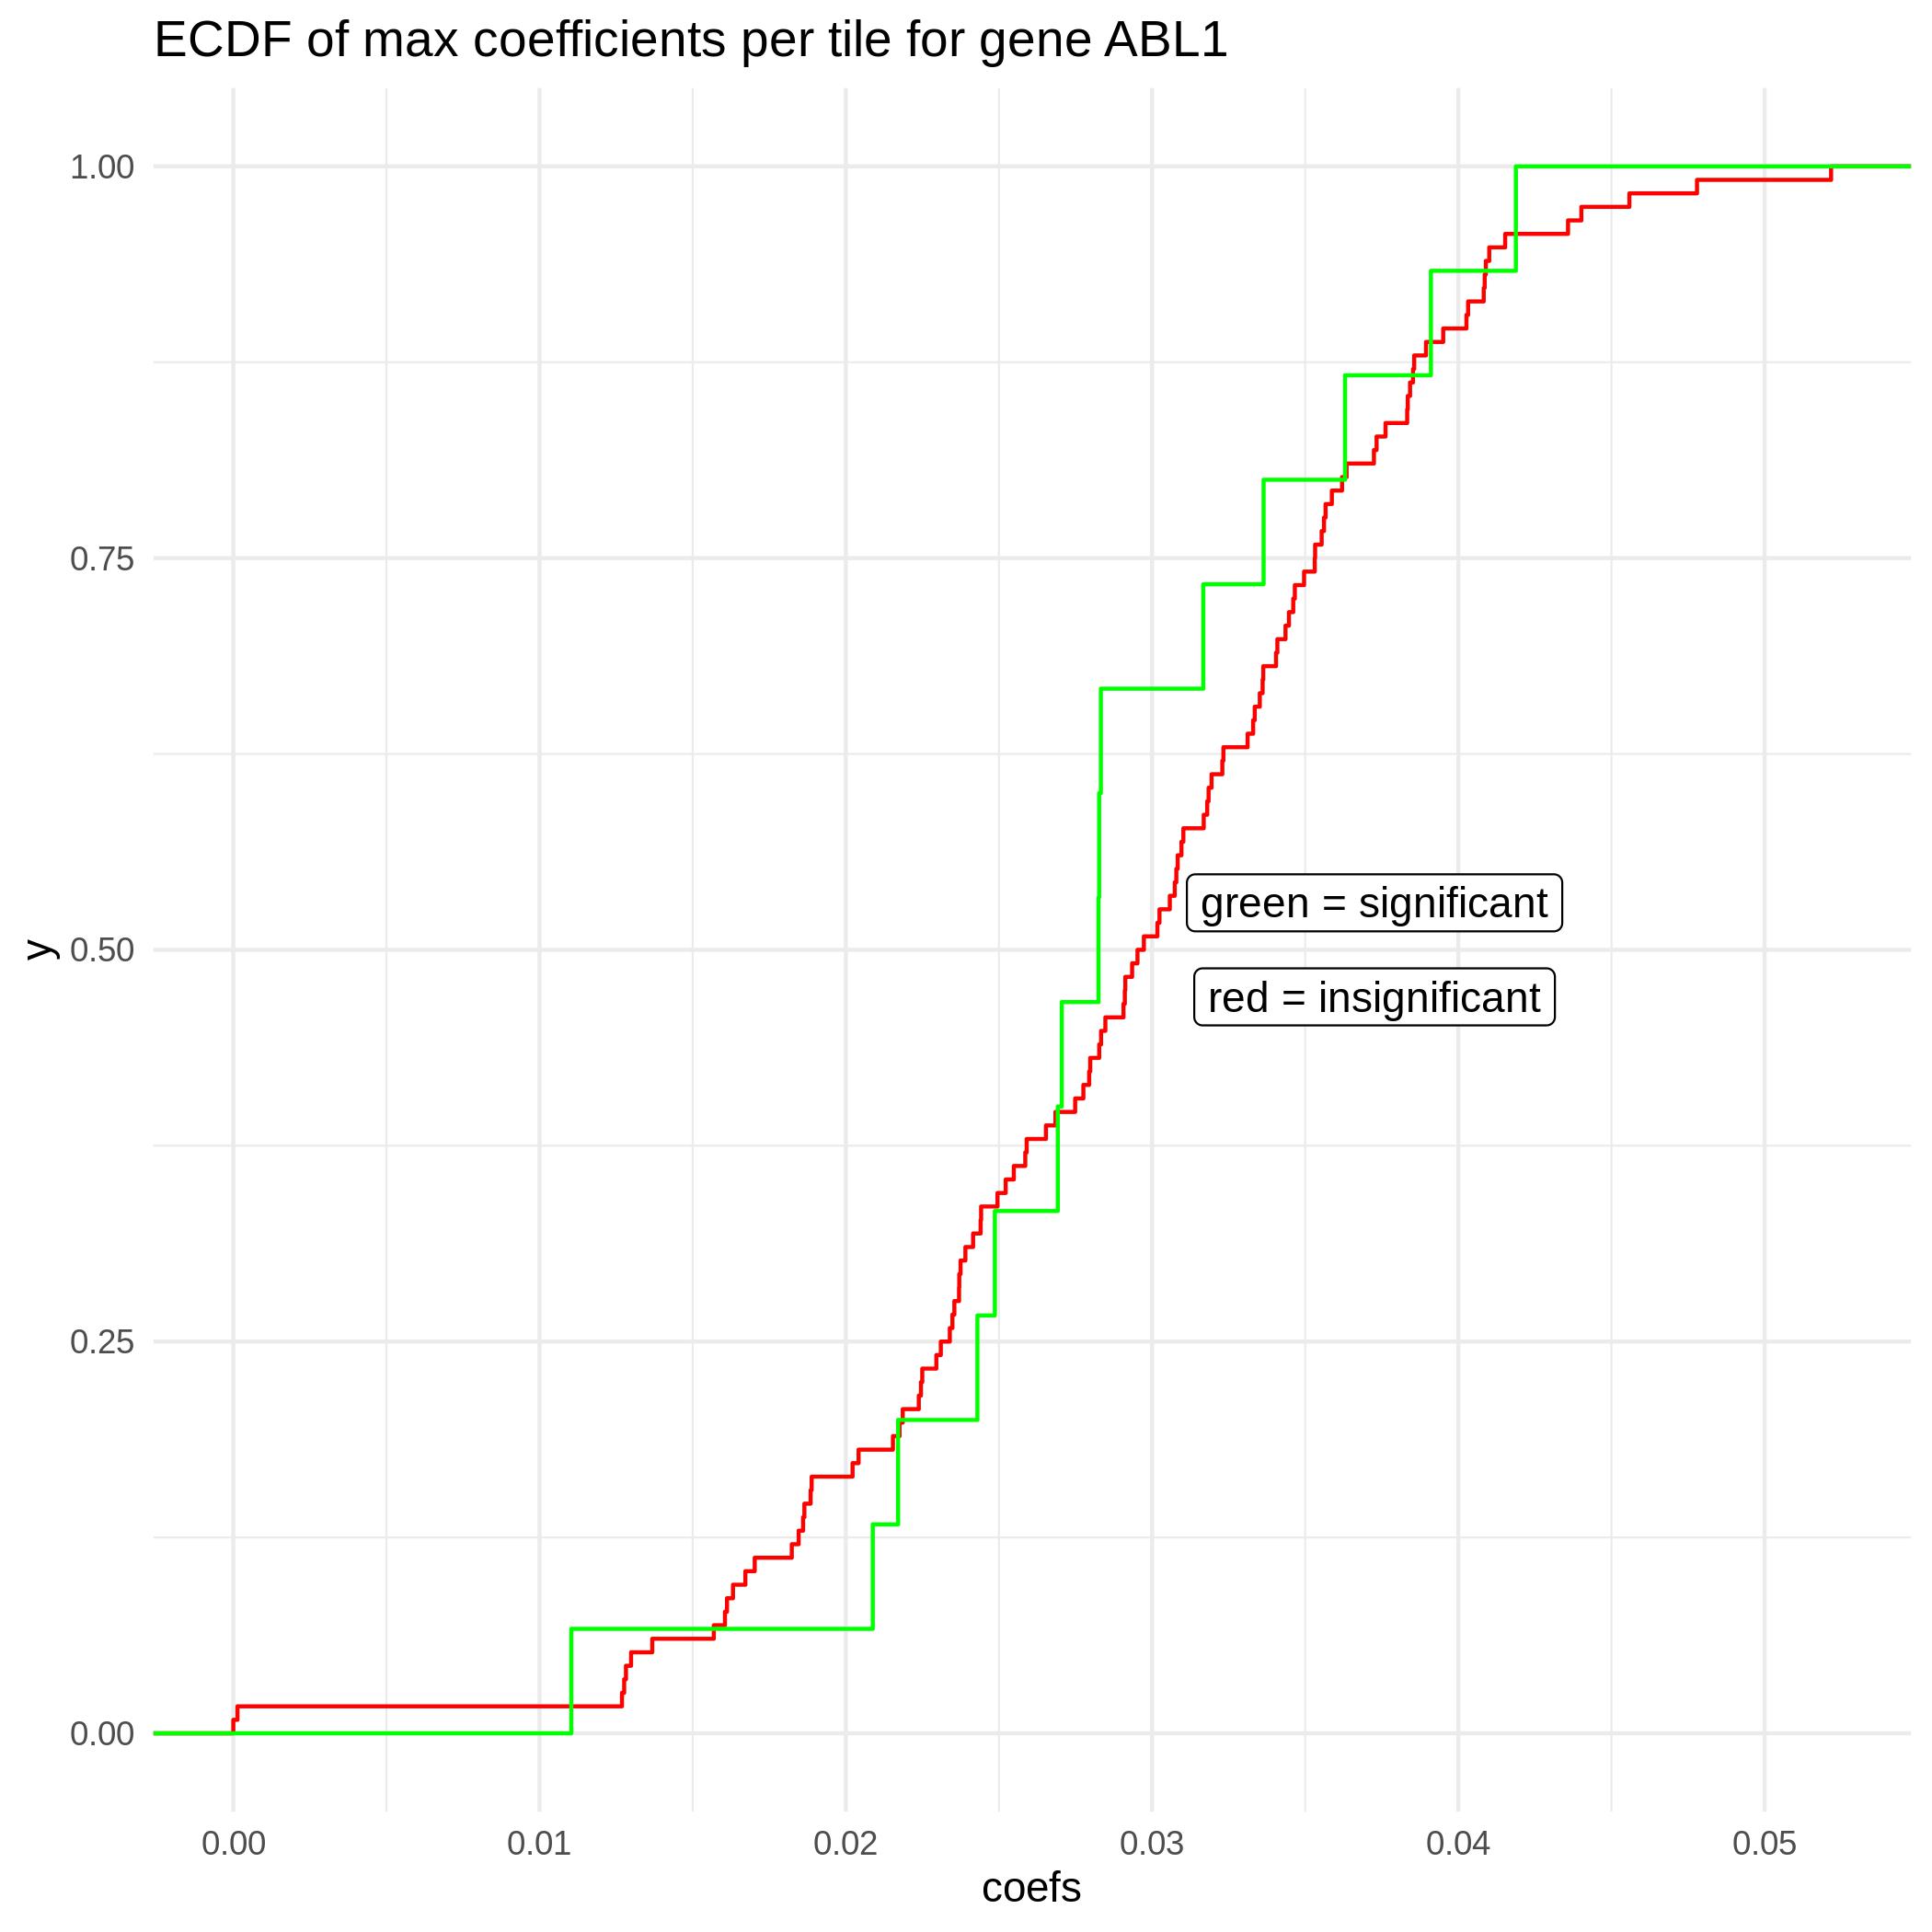 ECDF of max coefficients per tile for gene ABL1
1.00
0.75
0.50
0.25
0.00
y
green = significant
red = insignificant
0.00 0.01 0.02 0.03 0.04 0.05
coefs